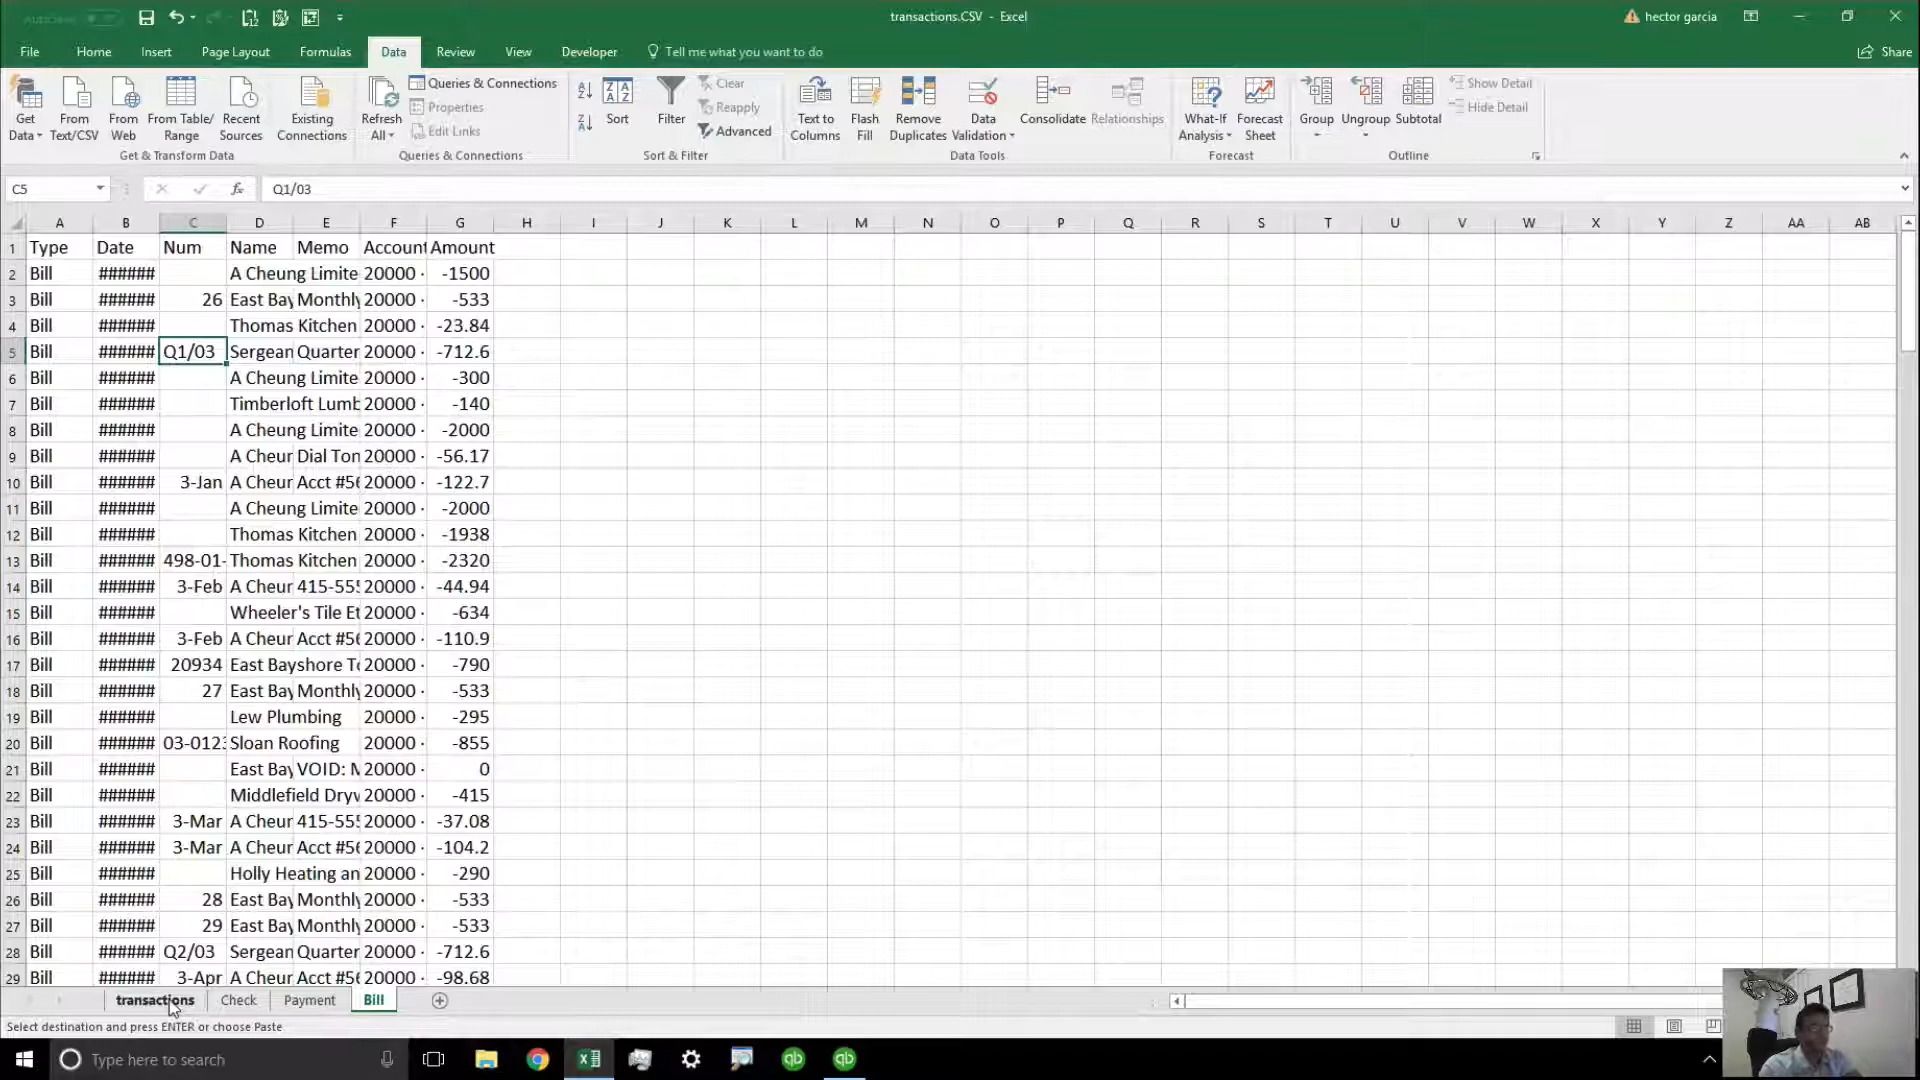 AutoSave
transactions.CSV - Excel
hector garcia
File Home Insert Page Layout Formulas Data Review View Developer Tell me what you want to do Share
Get Data From Text/CSV From Web From Table/Range Recent Sources Existing Connections
Get & Transform Data
Refresh All Queries & Connections Properties Edit Links
Queries & Connections
Sort Filter Clear Reapply Advanced
Sort & Filter
Text to Columns Flash Fill Remove Duplicates Data Validation Consolidate Relationships
Data Tools
What-If Analysis Forecast Sheet
Forecast
Group Ungroup Subtotal Show Detail Hide Detail
Outline
C5 fx Q1/03
A B C D E F G H I J K L M N O P Q R S T U V W X Y Z AA AB
1 Type Date Num Name Memo Account Amount
2 Bill ###### A Cheung Limite 20000 · -1500
3 Bill ###### 26 East Bay Monthly 20000 · -533
4 Bill ###### Thomas Kitchen 20000 · -23.84
5 Bill ###### Q1/03 Sergean Quarter 20000 · -712.6
6 Bill ###### A Cheung Limite 20000 · -300
7 Bill ###### Timberloft Lumb 20000 · -140
8 Bill ###### A Cheung Limite 20000 · -2000
9 Bill ###### A Cheur Dial Ton 20000 · -56.17
10 Bill ###### 3-Jan A Cheur Acct #56 20000 · -122.7
11 Bill ###### A Cheung Limite 20000 · -2000
12 Bill ###### Thomas Kitchen 20000 · -1938
13 Bill ###### 498-01- Thomas Kitchen 20000 · -2320
14 Bill ###### 3-Feb A Cheur 415-555 20000 · -44.94
15 Bill ###### Wheeler's Tile Et 20000 · -634
16 Bill ###### 3-Feb A Cheur Acct #56 20000 · -110.9
17 Bill ###### 20934 East Bayshore To 20000 · -790
18 Bill ###### 27 East Bay Monthly 20000 · -533
19 Bill ###### Lew Plumbing 20000 · -295
20 Bill ###### 03-0123 Sloan Roofing 20000 · -855
21 Bill ###### East Bay VOID: M 20000 · 0
22 Bill ###### Middlefield Dryw 20000 · -415
23 Bill ###### 3-Mar A Cheur 415-555 20000 · -37.08
24 Bill ###### 3-Mar A Cheur Acct #56 20000 · -104.2
25 Bill ###### Holly Heating an 20000 · -290
26 Bill ###### 28 East Bay Monthly 20000 · -533
27 Bill ###### 29 East Bay Monthly 20000 · -533
28 Bill ###### Q2/03 Sergean Quarter 20000 · -712.6
29 Bill ###### 3-Apr A Cheur Acct #56 20000 · -98.68
transactions Check Payment Bill
Select destination and press ENTER or choose Paste
Type here to search